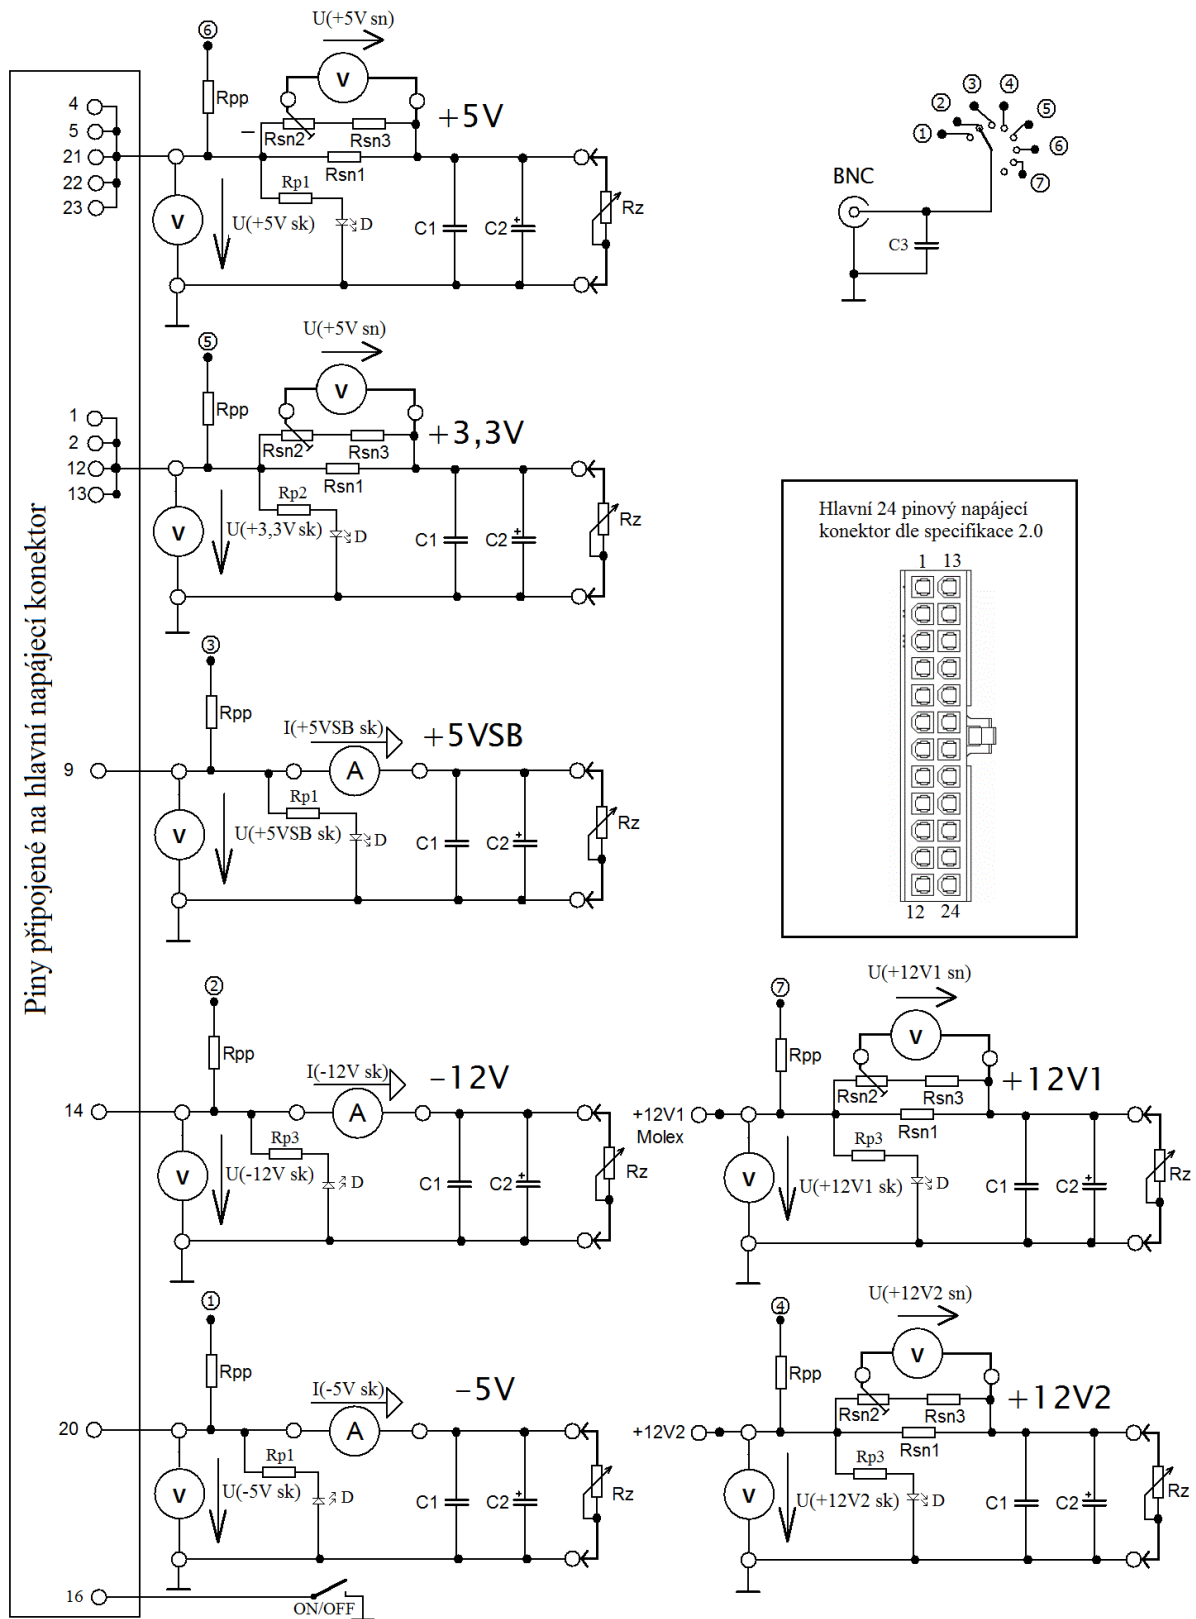 Piny připojené na hlavní napájecí konektor
⑥
U(+5V sn)
V
4
5
21
22
23
Rpp
−
Rsn2
Rsn3
+5V
Rsn1
Rp1
V
U(+5V sk)
D
C1
C2
+
Rz
①
②
③
④
⑤
⑥
⑦
BNC
C3
⑤
U(+5V sn)
V
1
2
12
13
Rpp
Rsn2
Rsn3
+3,3V
Rsn1
Rp2
V
U(+3,3V sk)
D
C1
C2
+
Rz
Hlavní 24 pinový napájecí
konektor dle specifikace 2.0
1 13
12 24
③
Rpp
I(+5VSB sk)
+5VSB
9
A
Rp1
V
U(+5VSB sk)
D
C1
C2
+
Rz
②
Rpp
I(-12V sk)
-12V
14
A
Rp3
V
U(-12V sk)
D
C1
C2
+
Rz
⑦
U(+12V1 sn)
V
Rpp
Rsn2
Rsn3
+12V1
+12V1
Molex
Rsn1
Rp3
V
U(+12V1 sk)
D
C1
C2
+
Rz
①
Rpp
I(-5V sk)
-5V
20
A
Rp1
V
U(-5V sk)
D
C1
C2
+
Rz
④
U(+12V2 sn)
V
Rpp
Rsn2
Rsn3
+12V2
+12V2
Rsn1
Rp3
V
U(+12V2 sk)
D
C1
C2
+
Rz
16
ON/OFF